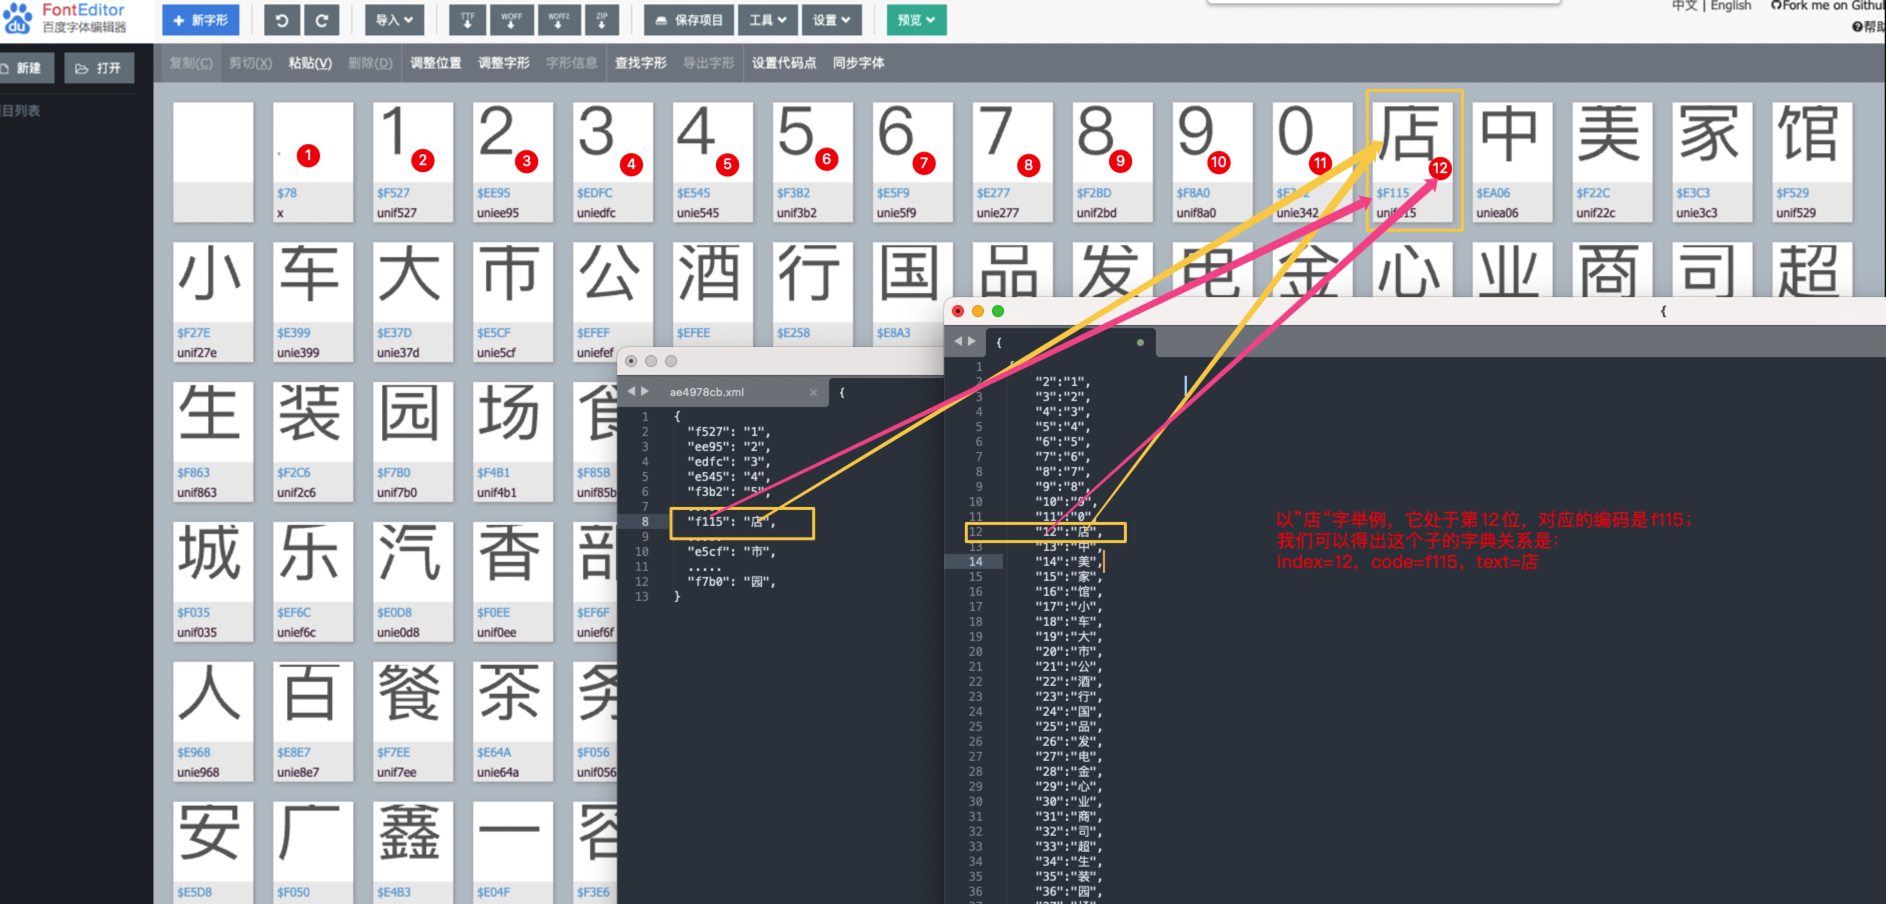 FontEditor
百度字体编辑器
du
+ 新字形
导入
TTF
WOFF
WOFF2
ZIP
保存项目
工具
设置
预览
中文 | English
Fork me on Githu
帮助
新建
打开
复制(C)
剪切(X)
粘贴(V)
删除(D)
调整位置
调整字形
字形信息
查找字形
导出字形
设置代码点
同步字体
目列表
1 2 3 4 5 6 7 8 9 0 店 中 美 家 馆
1 2 3 4 5 6 7 8 9 10 11 12
$78 $F527 $EE95 $EDFC $E545 $F3B2 $E5F9 $E277 $F2BD $F8A0 $F115 $EA06 $F22C $E3C3 $F529
x unif527 uniee95 uniedfc unie545 unif3b2 unie5f9 unie277 unif2bd unif8a0 unie342 unif115 uniea06 unif22c unie3c3 unif529
小 车 大 市 公 酒 行 国 品 发 电 金 心 业 商 司 超
$F27E $E399 $E37D $E5CF $EFEF $EFEE $E258 $E8A3
unif27e unie399 unie37d unie5cf uniefef
生 装 园 场 食
$F863 $F2C6 $F7B0 $F4B1 $F85B
unif863 unif2c6 unif7b0 unif4b1 unif85b
城 乐 汽 香 部
$F035 $EF6C $E0D8 $F0EE $EF6F
unif035 unief6c unie0d8 unif0ee unief6f
人 百 餐 茶 务
$E968 $E8E7 $F7EE $E64A $F056
unie968 unie8e7 unif7ee unie64a unif056
安 广 鑫 一 容
$E5D8 $F050 $E4B3 $E04F $F3E6
ae4978cb.xml
{
1 {
2 "f527": "1",
3 "ee95": "2",
4 "edfc": "3",
5 "e545": "4",
6 "f3b2": "5",
7 .....
8 "f115": "店",
9 .....
10 "e5cf": "市",
11 .....
12 "f7b0": "园",
13 }
{
{
1 {
2 "2":"1",
3 "3":"2",
4 "4":"3",
5 "5":"4",
6 "6":"5",
7 "7":"6",
8 "8":"7",
9 "9":"8",
10 "10":"9",
11 "11":"0",
12 "12":"店",
13 "13":"中",
14 "14":"美",
15 "15":"家",
16 "16":"馆",
17 "17":"小",
18 "18":"车",
19 "19":"大",
20 "20":"市",
21 "21":"公",
22 "22":"酒",
23 "23":"行",
24 "24":"国",
25 "25":"品",
26 "26":"发",
27 "27":"电",
28 "28":"金",
29 "29":"心",
30 "30":"业",
31 "31":"商",
32 "32":"司",
33 "33":"超",
34 "34":"生",
35 "35":"装",
36 "36":"园",
以”店“字举例，它处于第12位，对应的编码是f115；
我们可以得出这个子的字典关系是：
index=12，code=f115，text=店